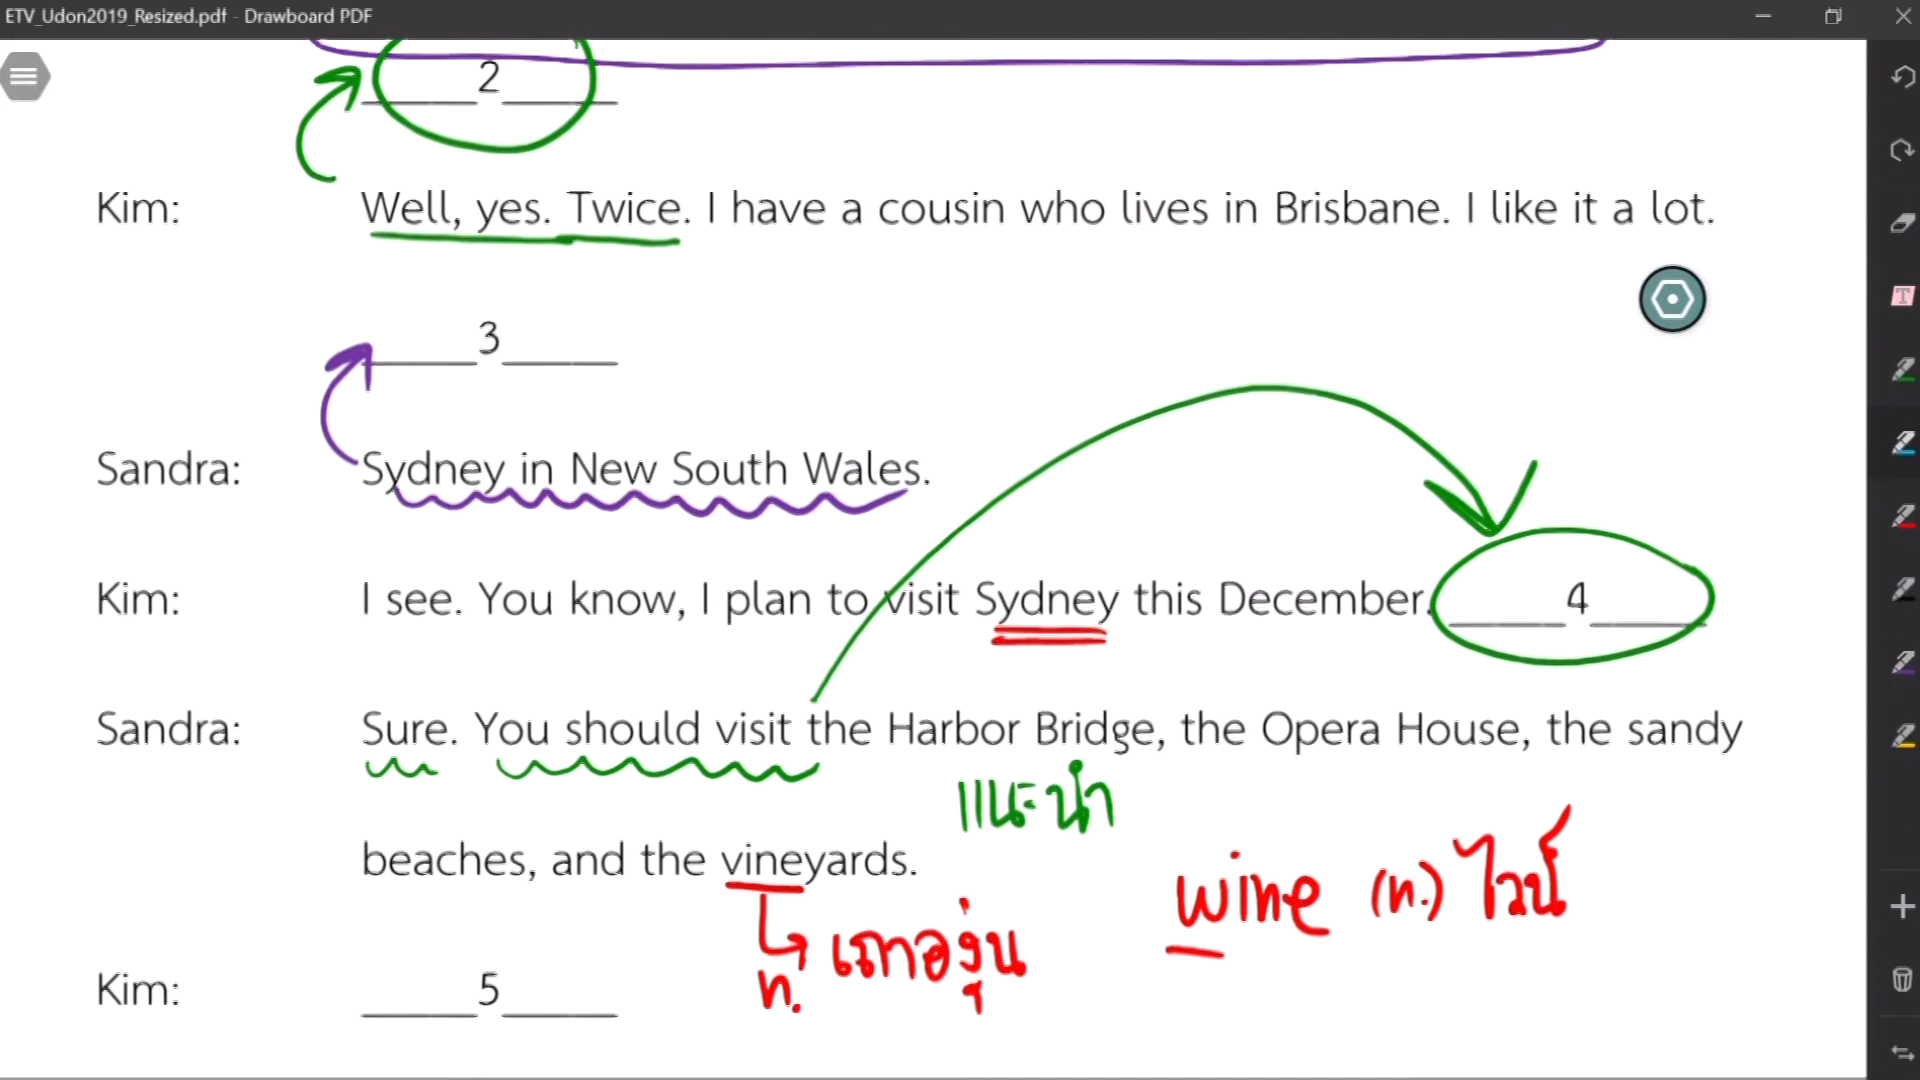 ETV_Udon2019_Resized.pdf - Drawboard PDF
_____2_____
Kim: Well, yes. Twice. I have a cousin who lives in Brisbane. I like it a lot.
_____3_____
Sandra: Sydney in New South Wales.
Kim: I see. You know, I plan to visit Sydney this December. _____4_____
Sandra: Sure. You should visit the Harbor Bridge, the Opera House, the sandy
แนะนำ
beaches, and the vineyards.
wine (n.) ไวน์
n. เถาองุ่น
Kim: _____5_____